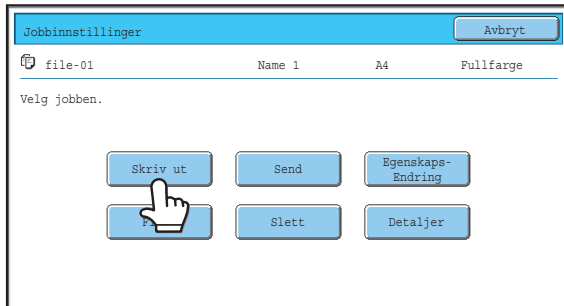 Jobbinnstillinger Avbryt
file-01 Name 1 A4 Fullfarge
Velg jobben.
Skriv ut Send Egenskaps-
Endring
Slett Detaljer